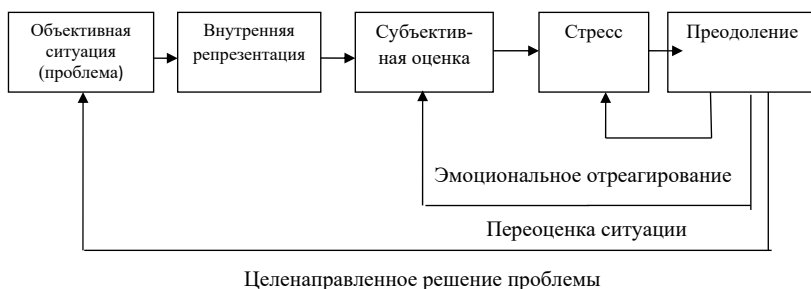 Объективная
ситуация
(проблема)
Внутренняя
репрезентация
Субъектив-
ная оценка
Стресс
Преодоление
Эмоциональное отреагирование
Переоценка ситуации
Целенаправленное решение проблемы